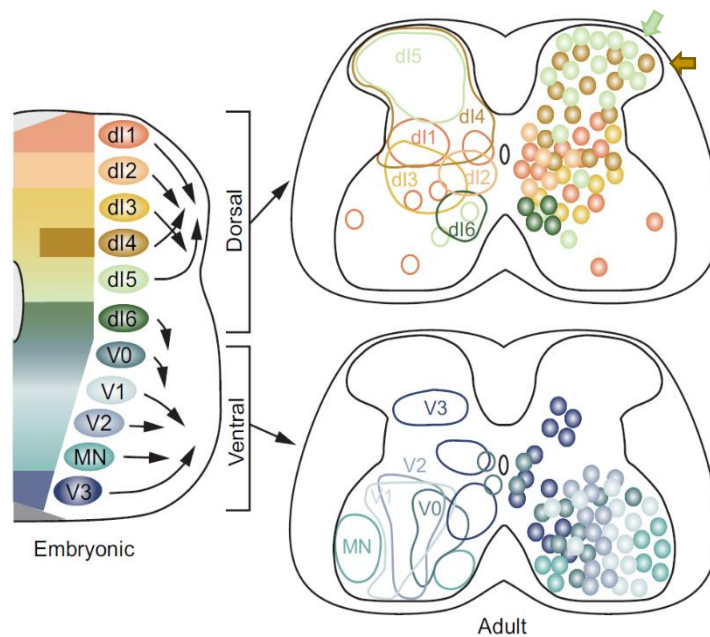 dI1
dI2
dI3
dI4
dI5
dI6
V0
V1
V2
MN
V3
Embryonic
Dorsal
Ventral
dI5
dI4
dI1
dI3
dI2
dI6
V3
V2
V1
V0
MN
Adult